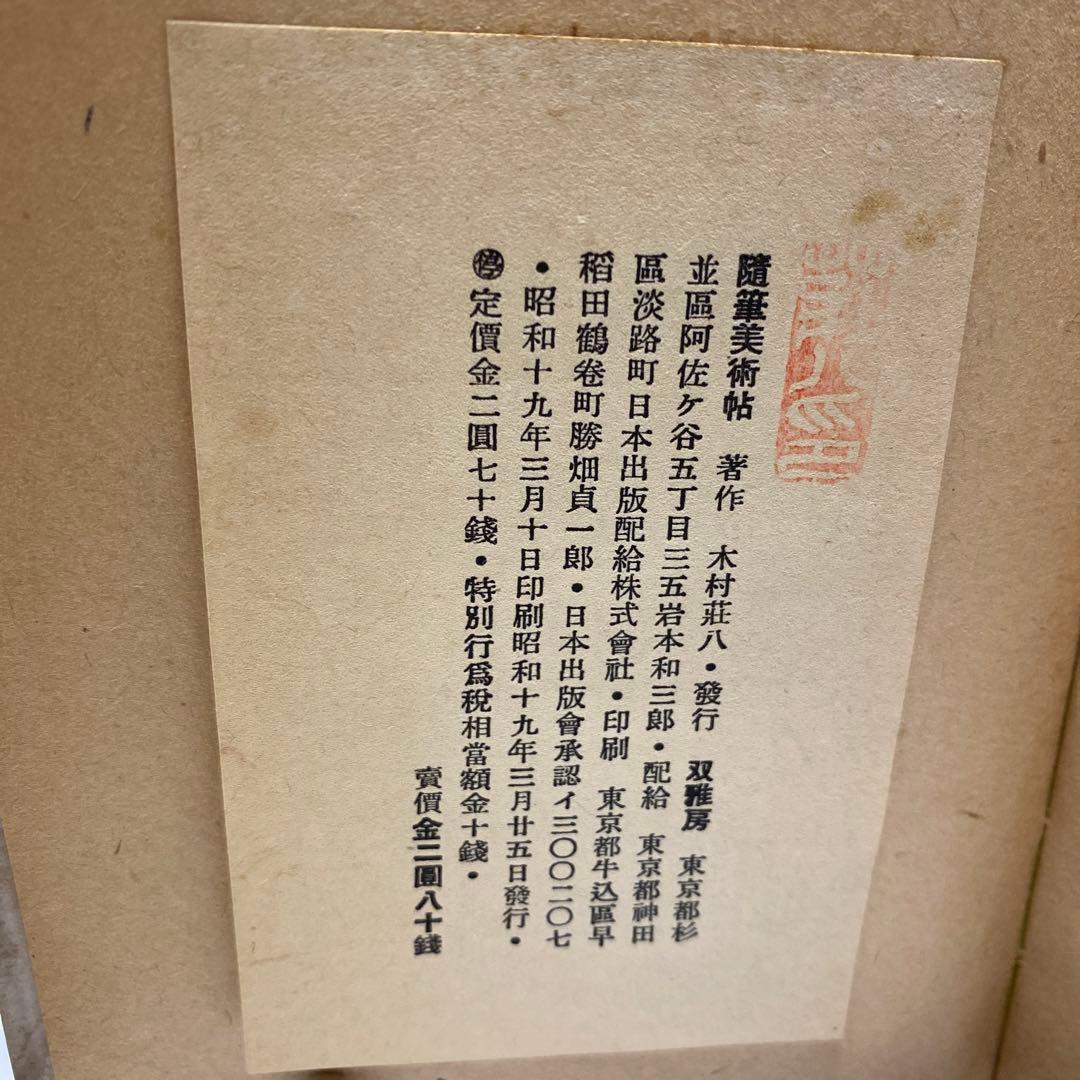 隨筆美術帖　著作　木村莊八・發行　双雅房　東京都杉
並區阿佐ケ谷五丁目三五岩本和三郎・配給　東京都神田
區淡路町日本出版配給株式會社・印刷　東京都牛込區早
稻田鶴卷町勝畑貞一郎・日本出版會承認イ三〇〇二〇七
・昭和十九年三月十日印刷昭和十九年三月廿五日發行・
㊡定價金二圓七十錢・特別行爲税相當額金十錢・
賣價金二圓八十錢